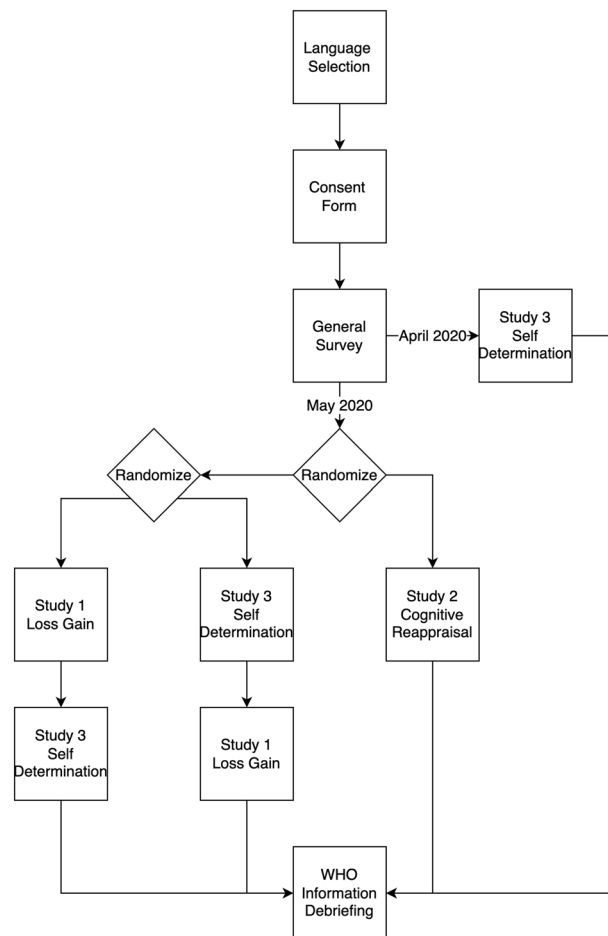 Language
Selection
Consent
Form
General
Survey
April 2020
Study 3
Self
Determination
May 2020
Randomize
Randomize
Study 1
Loss Gain
Study 3
Self
Determination
Study 2
Cognitive
Reappraisal
Study 3
Self
Determination
Study 1
Loss Gain
WHO
Information
Debriefing